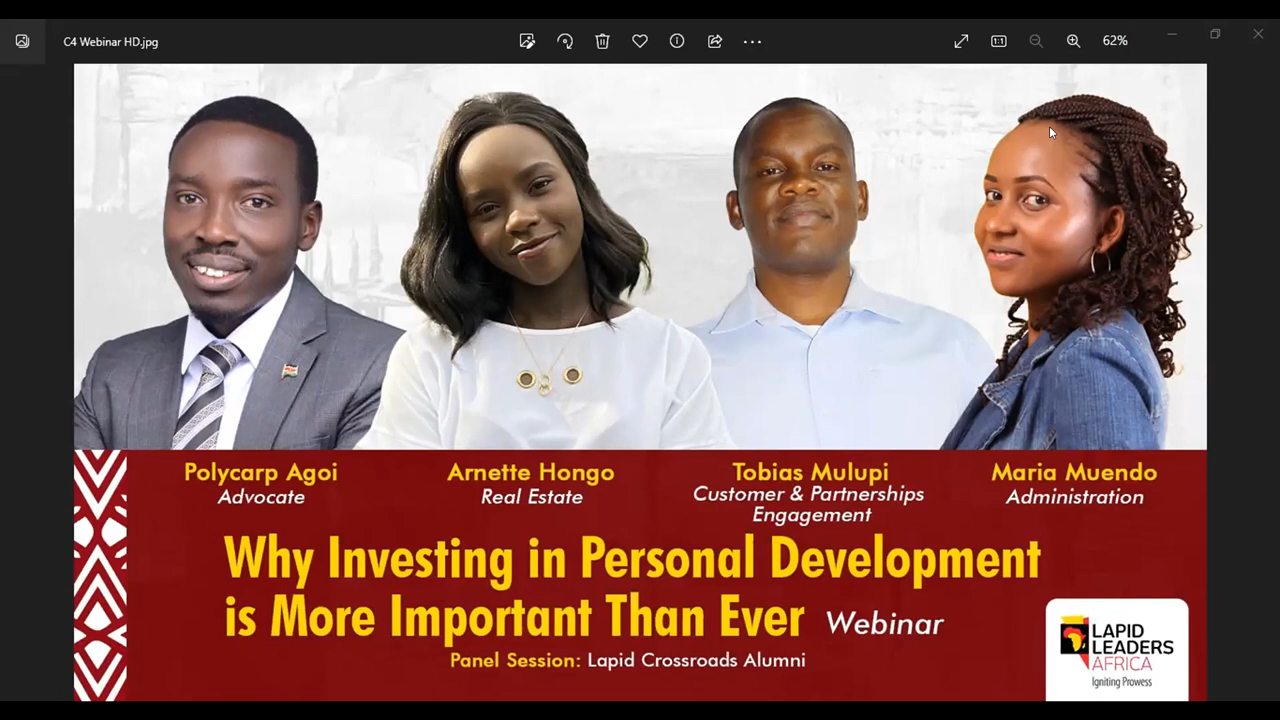 C4 Webinar HD.jpg
1:1
62%
Polycarp Agoi
Advocate
Arnette Hongo
Real Estate
Tobias Mulupi
Customer & Partnerships
Engagement
Maria Muendo
Administration
Why Investing in Personal Development
is More Important Than Ever Webinar
Panel Session: Lapid Crossroads Alumni
LAPID
LEADERS
AFRICA
Igniting Prowess